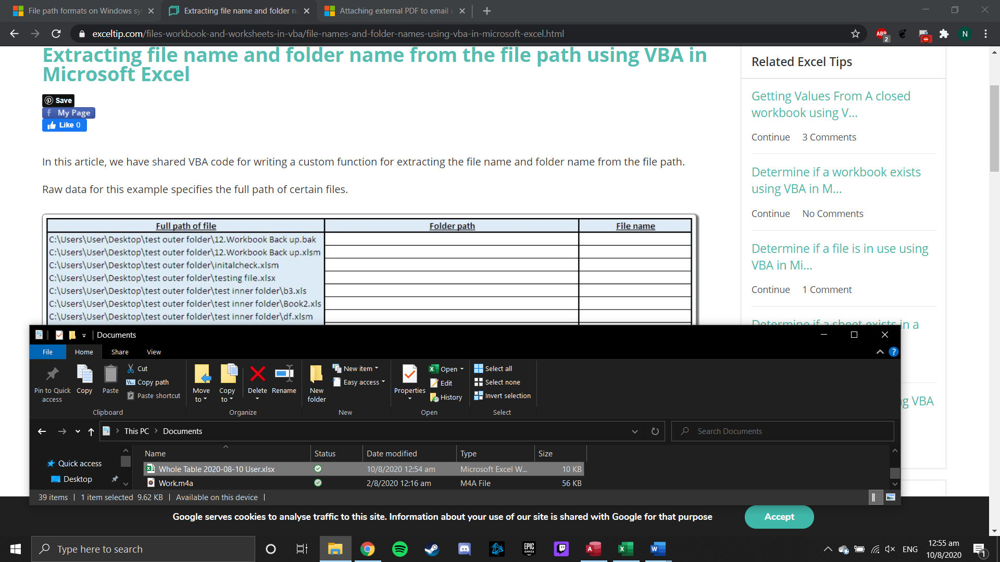 File path formats on Windows sy
Extracting file name and folder n
Attaching external PDF to email u
exceltip.com/files-workbook-and-worksheets-in-vba/file-names-and-folder-names-using-vba-in-microsoft-excel.html
ABP
2
N
Extracting file name and folder name from the file path using VBA in
Microsoft Excel
Save
f My Page
Like 0
In this article, we have shared VBA code for writing a custom function for extracting the file name and folder name from the file path.
Raw data for this example specifies the full path of certain files.
Full path of file Folder path File name
C:\Users\User\Desktop\test outer folder\12.Workbook Back up.bak
C:\Users\User\Desktop\test outer folder\12.Workbook Back up.xlsm
C:\Users\User\Desktop\test outer folder\initalcheck.xlsm
C:\Users\User\Desktop\test outer folder\testing file.xlsx
C:\Users\User\Desktop\test outer folder\test inner folder\b3.xls
C:\Users\User\Desktop\test outer folder\test inner folder\Book2.xls
C:\Users\User\Desktop\test outer folder\test inner folder\df.xlsm
Related Excel Tips
Getting Values From A closed
workbook using V...
Continue 3 Comments
Determine if a workbook exists
using VBA in M...
Continue No Comments
Determine if a file is in use using
VBA in Mi...
Continue 1 Comment
Determine if a sheet exists in a
g VBA
Documents
File Home Share View
?
Pin to Quick
access
Copy
Paste
Cut
Copy path
Paste shortcut
Clipboard
Move
to
Copy
to
Delete
Rename
Organize
New
folder
New item
Easy access
New
Properties
Open
Edit
History
Open
Select all
Select none
Invert selection
Select
This PC > Documents
Search Documents
Quick access
Desktop
Name Status Date modified Type Size
Whole Table 2020-08-10 User.xlsx 10/8/2020 12:54 am Microsoft Excel W... 10 KB
Work.m4a 2/8/2020 12:16 am M4A File 56 KB
39 items 1 item selected 9.62 KB Available on this device
Google serves cookies to analyse traffic to this site. Information about your use of our site is shared with Google for that purpose
Accept
Type here to search
EPIC
GAMES
A
X
W
ENG
12:55 am
10/8/2020
1